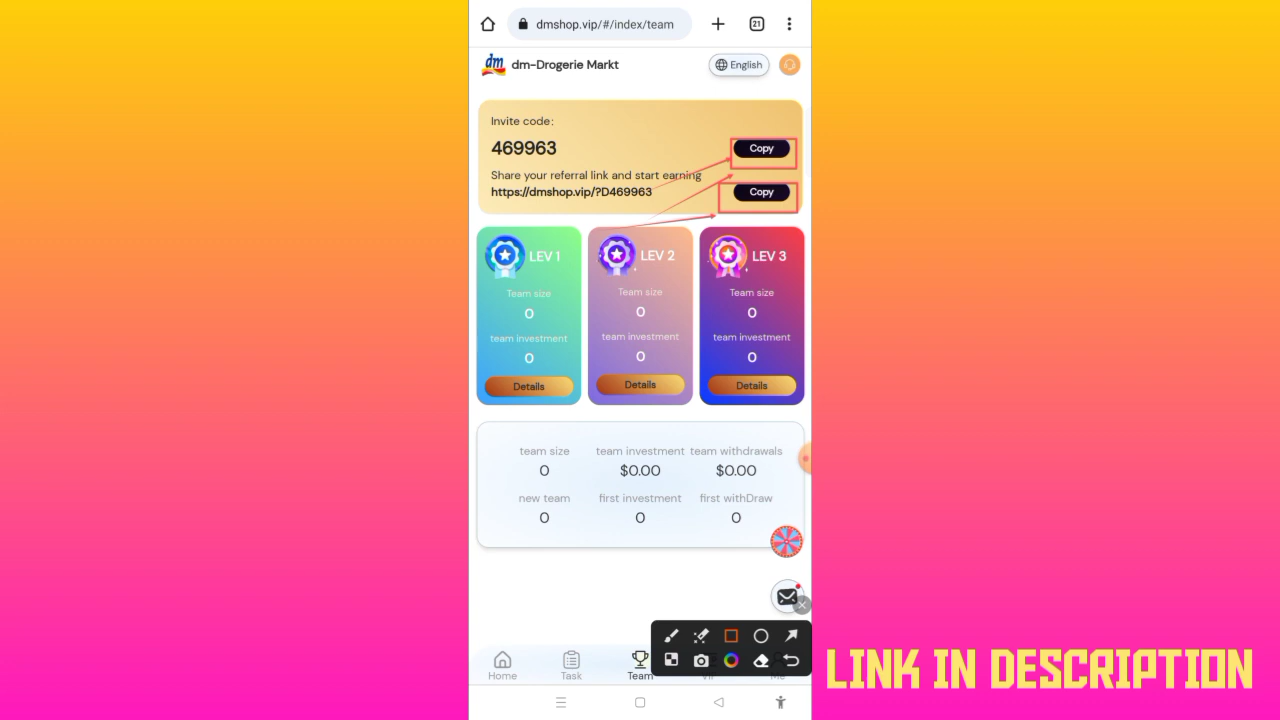 dmshop.vip/#/index/team
21
dm dm-Drogerie Markt
English
Invite code:
469963
Copy
Share your referral link and start earning
https://dmshop.vip/?D469963
Copy
LEV 1
Team size
0
team investment
0
Details
LEV 2
Team size
0
team investment
0
Details
LEV 3
Team size
0
team investment
0
Details
team size team investment team withdrawals
0 $0.00 $0.00
new team first investment first withDraw
0 0 0
Home Task Team
LINK IN DESCRIPTION